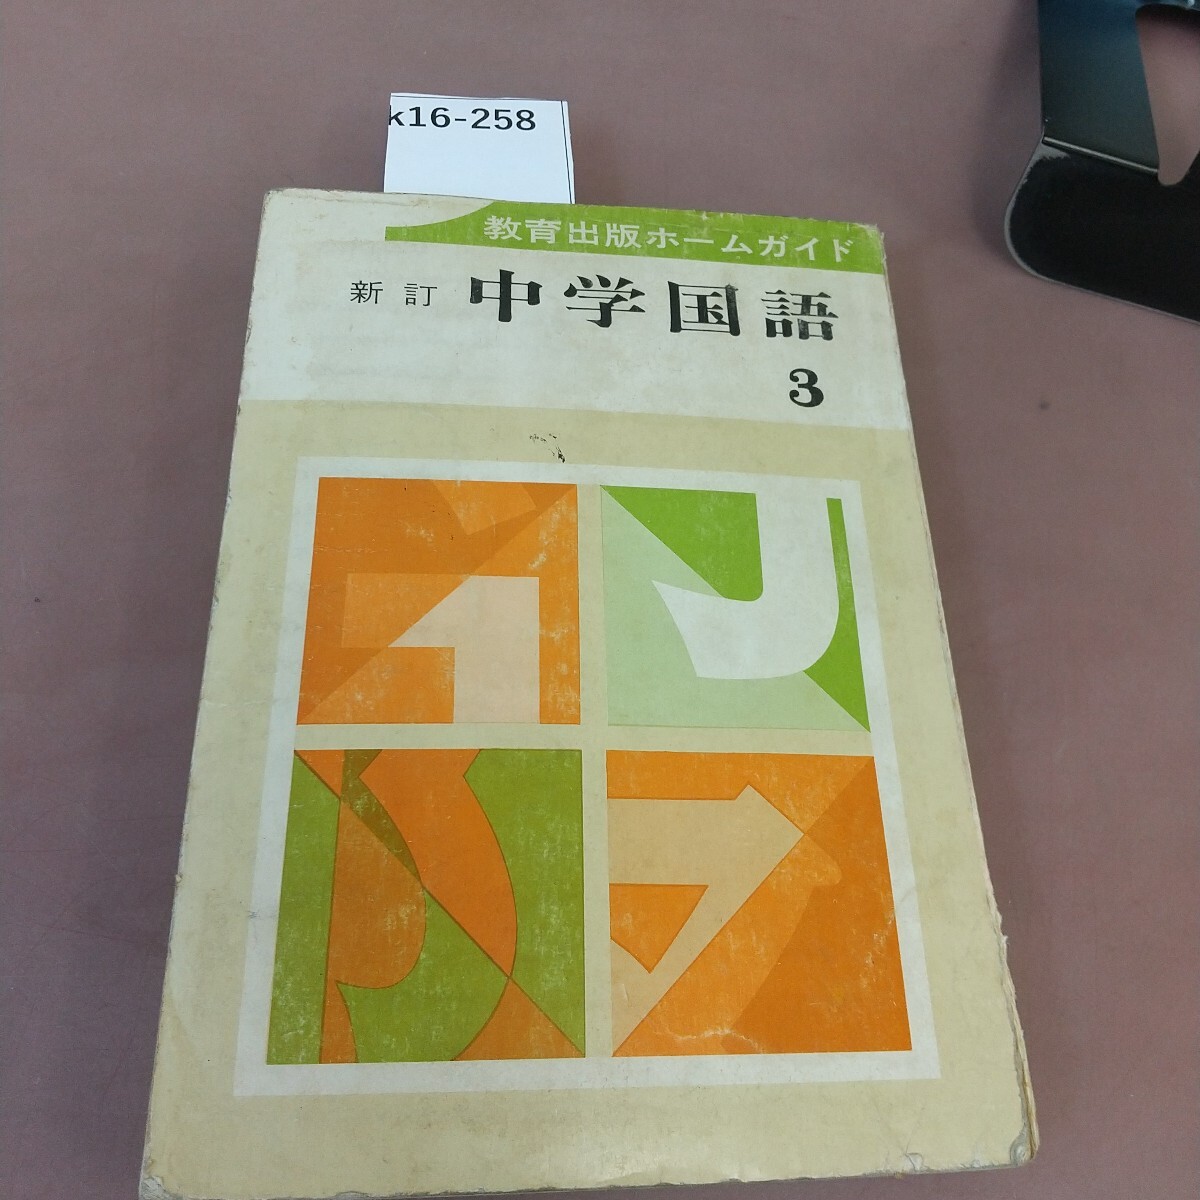 k16-258
教育出版ホームガイド
新訂 中学国語
3